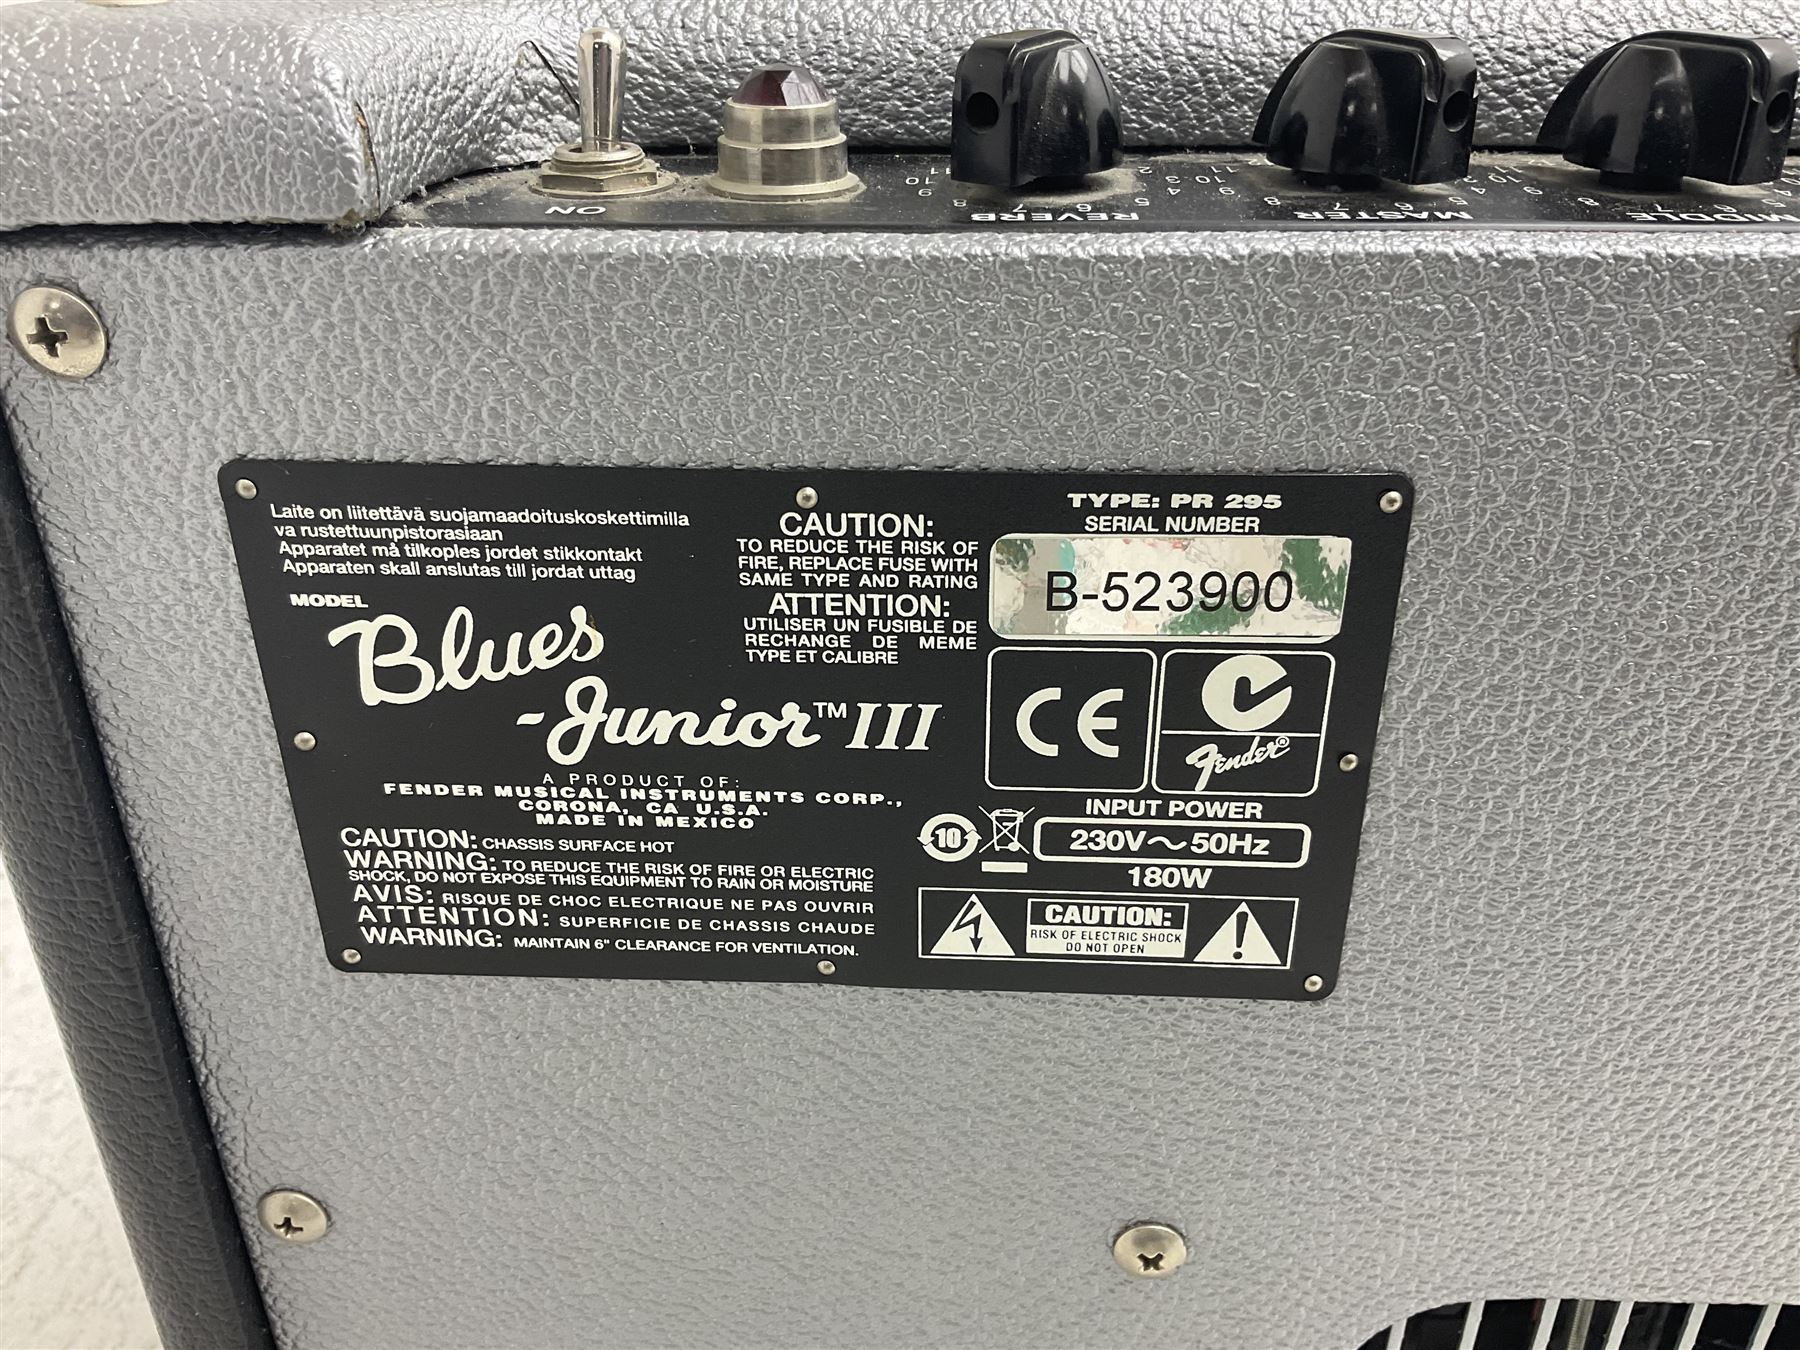 ON
REVERB
MASTER
MIDDLE
Laite on liitettävä suojamaadoituskoskettimilla
va rustettuunpistorasiaan
Apparatet må tilkoples jordet stikkontakt
Apparaten skall anslutas till jordat uttag
MODEL
Blues
-Junior™ III
A PRODUCT OF:
FENDER MUSICAL INSTRUMENTS CORP.,
CORONA, CA U.S.A.
MADE IN MEXICO
CAUTION: CHASSIS SURFACE HOT
WARNING: TO REDUCE THE RISK OF FIRE OR ELECTRIC
SHOCK, DO NOT EXPOSE THIS EQUIPMENT TO RAIN OR MOISTURE
AVIS: RISQUE DE CHOC ELECTRIQUE NE PAS OUVRIR
ATTENTION: SUPERFICIE DE CHASSIS CHAUDE
WARNING: MAINTAIN 6" CLEARANCE FOR VENTILATION.
CAUTION:
TO REDUCE THE RISK OF
FIRE, REPLACE FUSE WITH
SAME TYPE AND RATING
ATTENTION:
UTILISER UN FUSIBLE DE
RECHANGE DE MEME
TYPE ET CALIBRE
TYPE: PR 295
SERIAL NUMBER
B-523900
CE
Fender®
INPUT POWER
10
230V~50Hz
180W
CAUTION:
RISK OF ELECTRIC SHOCK
DO NOT OPEN